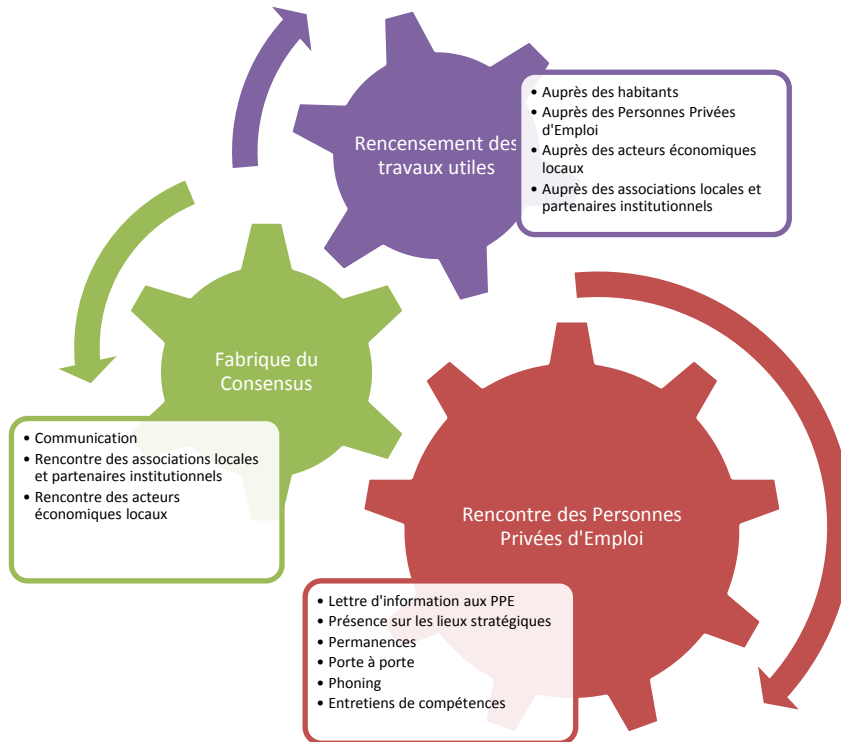 Rencensement des
travaux utiles
• Auprès des habitants
• Auprès des Personnes Privées
d'Emploi
• Auprès des acteurs économiques
locaux
• Auprès des associations locales et
partenaires institutionnels
Fabrique du
Consensus
• Communication
• Rencontre des associations locales
et partenaires institutionnels
• Rencontre des acteurs
économiques locaux
Rencontre des Personnes
Privées d'Emploi
• Lettre d'information aux PPE
• Présence sur les lieux stratégiques
• Permanences
• Porte à porte
• Phoning
• Entretiens de compétences